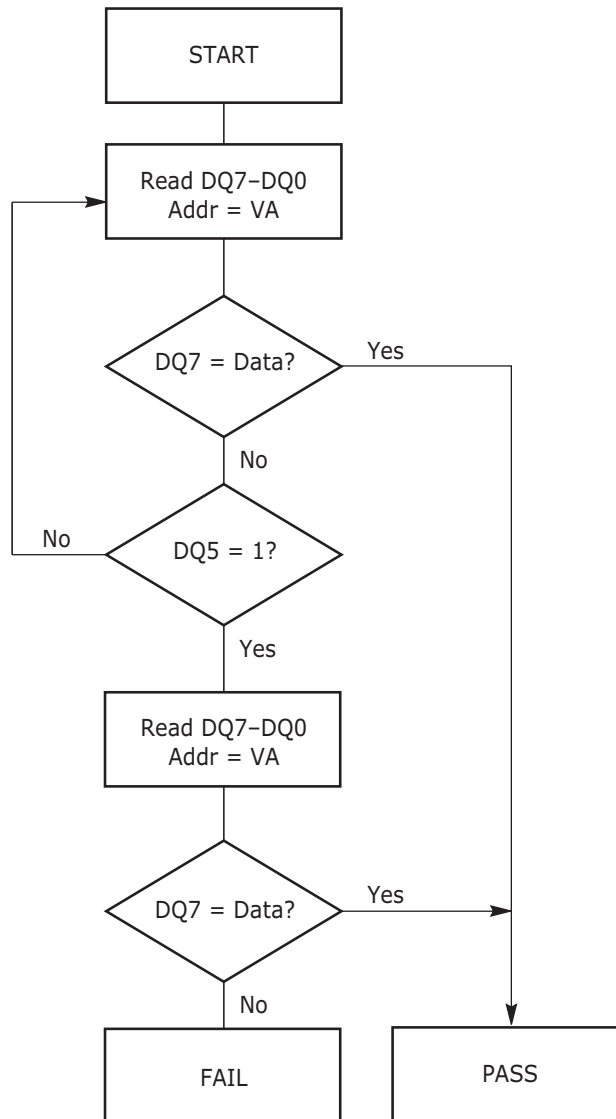 START
Read DQ7–DQ0
Addr = VA
DQ7 = Data?
Yes
No
No
DQ5 = 1?
Yes
Read DQ7–DQ0
Addr = VA
DQ7 = Data?
Yes
No
FAIL
PASS